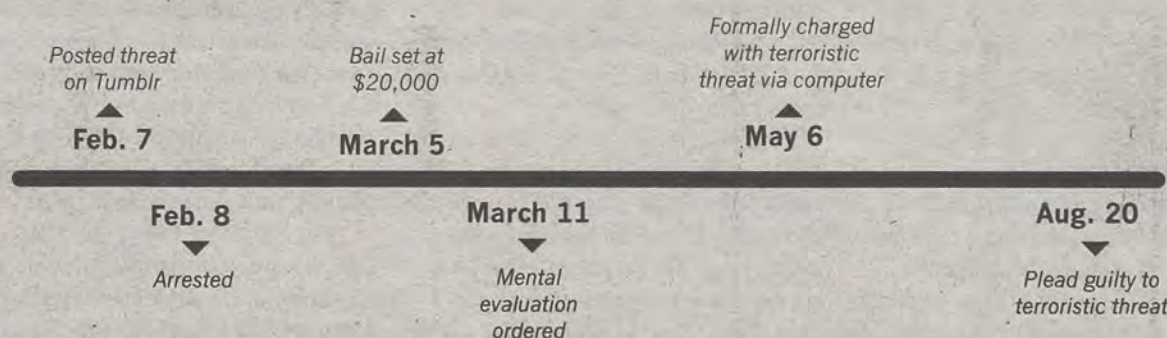 Posted threat
on Tumblr
Feb. 7
Bail set at
$20,000
March 5
Formally charged
with terroristic
threat via computer
May 6
Feb. 8
Arrested
March 11
Mental
evaluation
ordered
Aug. 20
Plead guilty to
terroristic threat